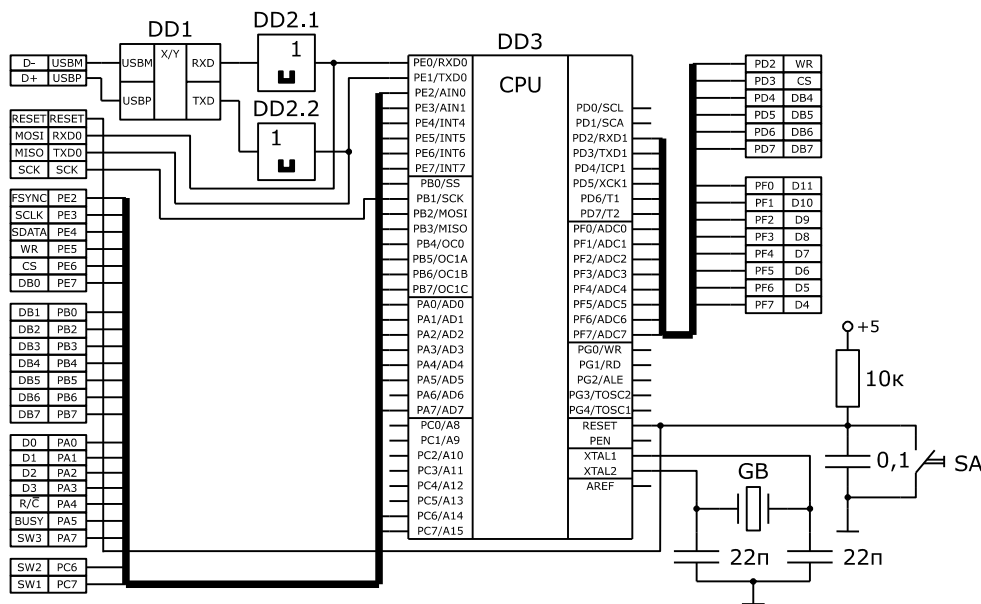 DD1
DD2.1
DD3
D- USBM
D+ USBP
USBM X/Y RXD
USBP TXD
1
DD2.2
1
RESET RESET
MOSI RXD0
MISO TXD0
SCK SCK
FSYNC PE2
SCLK PE3
SDATA PE4
WR PE5
CS PE6
DB0 PE7
DB1 PB0
DB2 PB2
DB3 PB3
DB4 PB4
DB5 PB5
DB6 PB6
DB7 PB7
D0 PA0
D1 PA1
D2 PA2
D3 PA3
R/C̅ PA4
BUSY PA5
SW3 PA7
SW2 PC6
SW1 PC7
CPU
PE0/RXD0
PE1/TXD0
PE2/AIN0
PE3/AIN1
PE4/INT4
PE5/INT5
PE6/INT6
PE7/INT7
PB0/SS
PB1/SCK
PB2/MOSI
PB3/MISO
PB4/OC0
PB5/OC1A
PB6/OC1B
PB7/OC1C
PA0/AD0
PA1/AD1
PA2/AD2
PA3/AD3
PA4/AD4
PA5/AD5
PA6/AD6
PA7/AD7
PC0/A8
PC1/A9
PC2/A10
PC3/A11
PC4/A12
PC5/A13
PC6/A14
PC7/A15
PD0/SCL
PD1/SCA
PD2/RXD1
PD3/TXD1
PD4/ICP1
PD5/XCK1
PD6/T1
PD7/T2
PF0/ADC0
PF1/ADC1
PF2/ADC2
PF3/ADC3
PF4/ADC4
PF5/ADC5
PF6/ADC6
PF7/ADC7
PG0/WR
PG1/RD
PG2/ALE
PG3/TOSC2
PG4/TOSC1
RESET
PEN
XTAL1
XTAL2
AREF
PD2 WR
PD3 CS
PD4 DB4
PD5 DB5
PD6 DB6
PD7 DB7
PF0 D11
PF1 D10
PF2 D9
PF3 D8
PF4 D7
PF5 D6
PF6 D5
PF7 D4
+5
10к
0,1
SA
GB
22п
22п